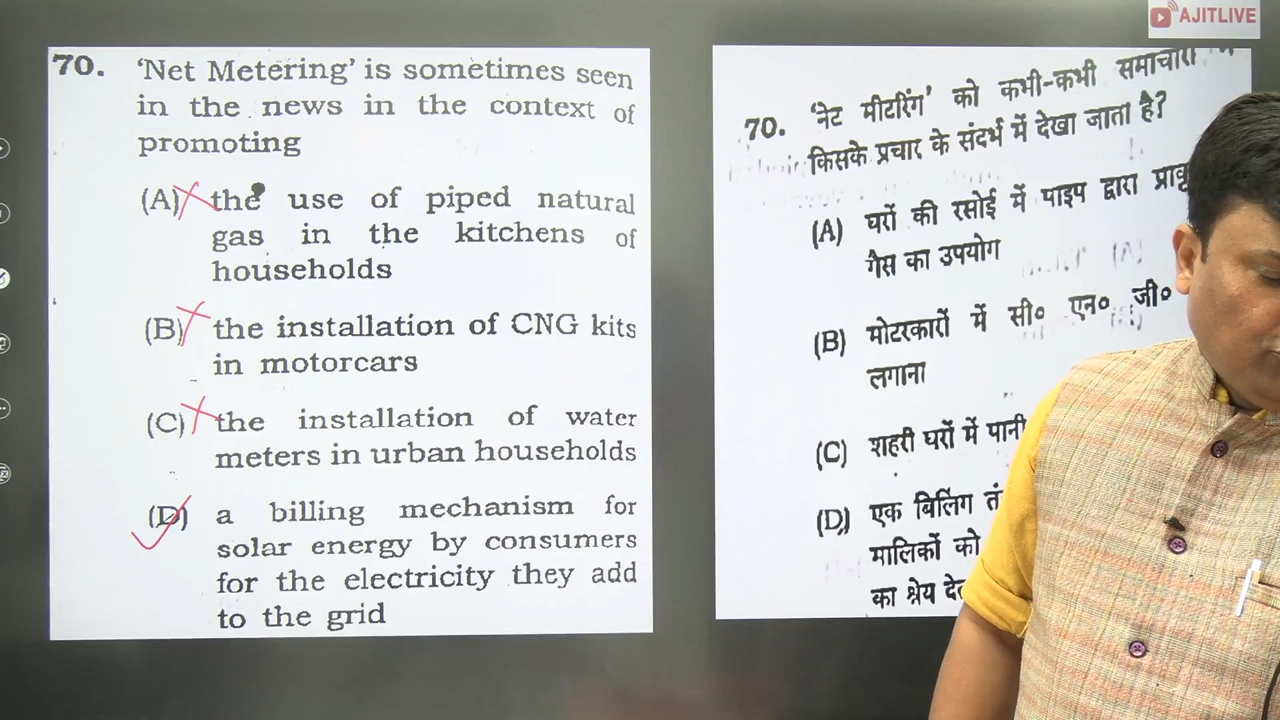 AJITLIVE
70. 'Net Metering' is sometimes seen
in the news in the context of
promoting
(A) the use of piped natural
gas in the kitchens of
households
(B) the installation of CNG kits
in motorcars
(C) the installation of water
meters in urban households
(D) a billing mechanism for
solar energy by consumers
for the electricity they add
to the grid
70. 'नेट मीटरिंग' को कभी-कभी समाचारों
किसके प्रचार के संदर्भ में देखा जाता है?
(A) घरों की रसोई में पाइप द्वारा
गैस का उपयोग
(B) मोटरकारों में सी० एन० जी०
लगाना
(C) शहरी घरों में पानी
(D) एक बिलिंग
मालिकों को
का श्रेय